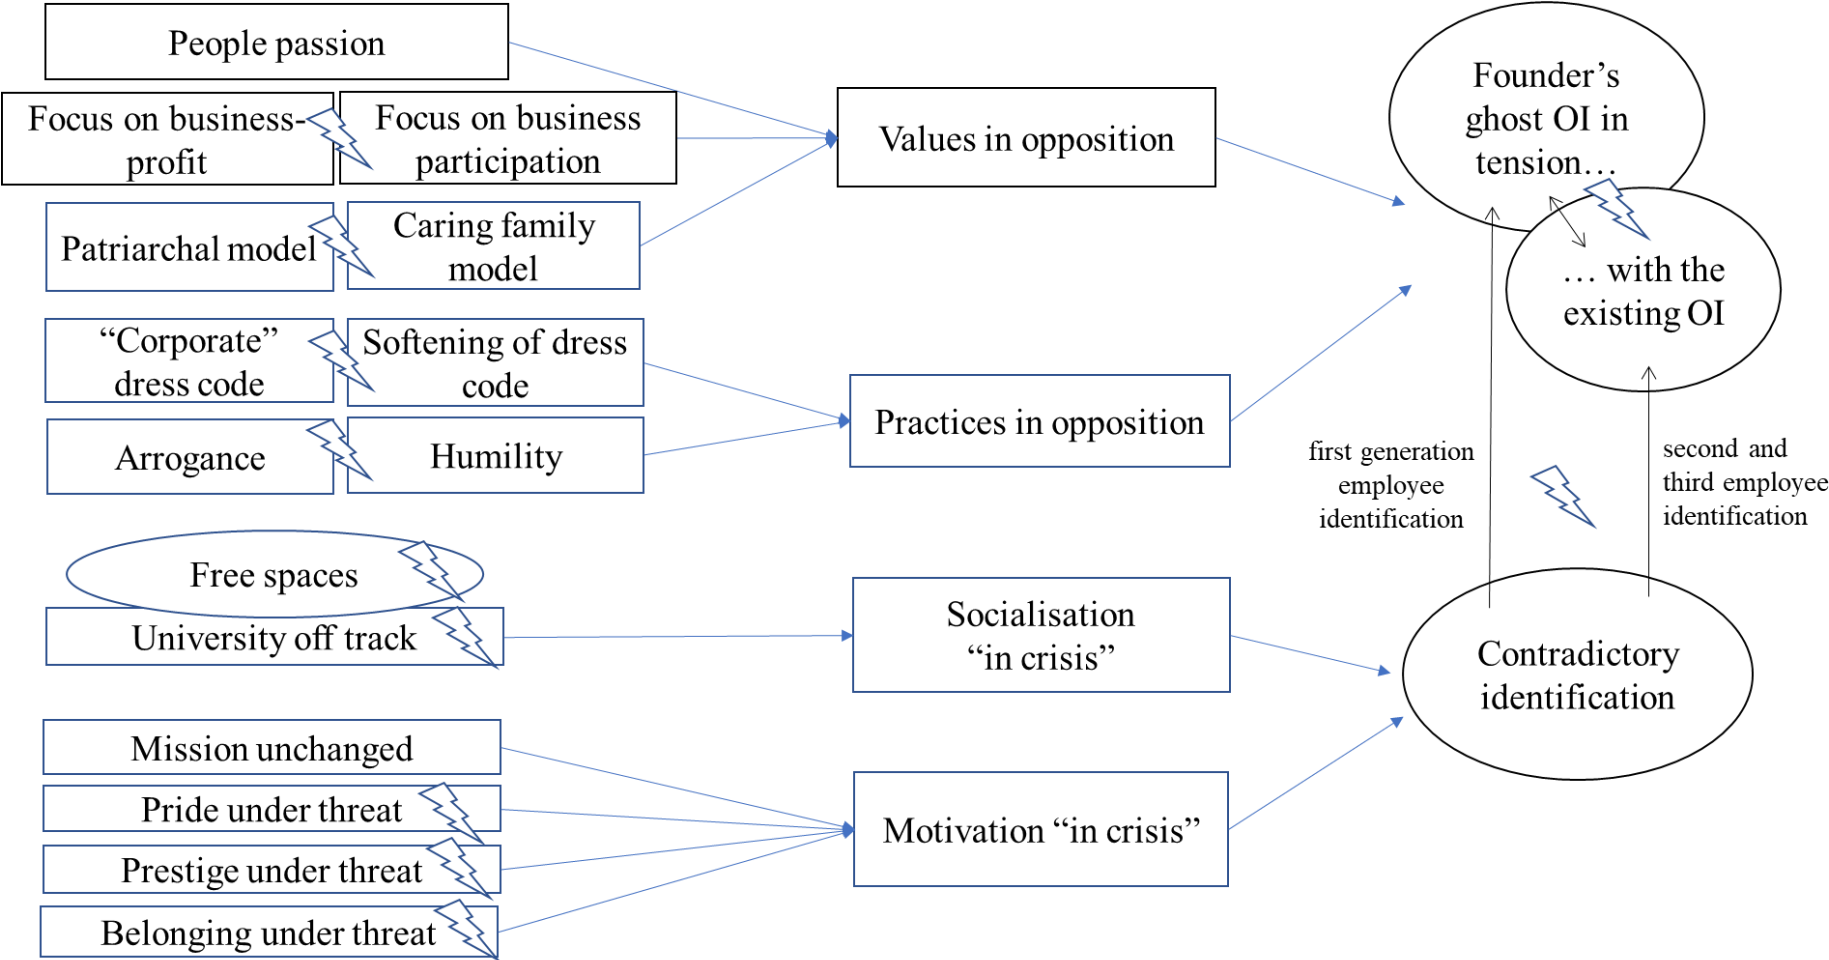 People passion
Focus on business-
profit
Focus on business
participation
Patriarchal model
Caring family
model
“Corporate”
dress code
Softening of dress
code
Arrogance
Humility
Free spaces
University off track
Mission unchanged
Pride under threat
Prestige under threat
Belonging under threat
Values in opposition
Practices in opposition
Socialisation
“in crisis”
Motivation “in crisis”
Founder’s
ghost OI in
tension…
… with the
existing OI
first generation
employee
identification
second and
third employee
identification
Contradictory
identification